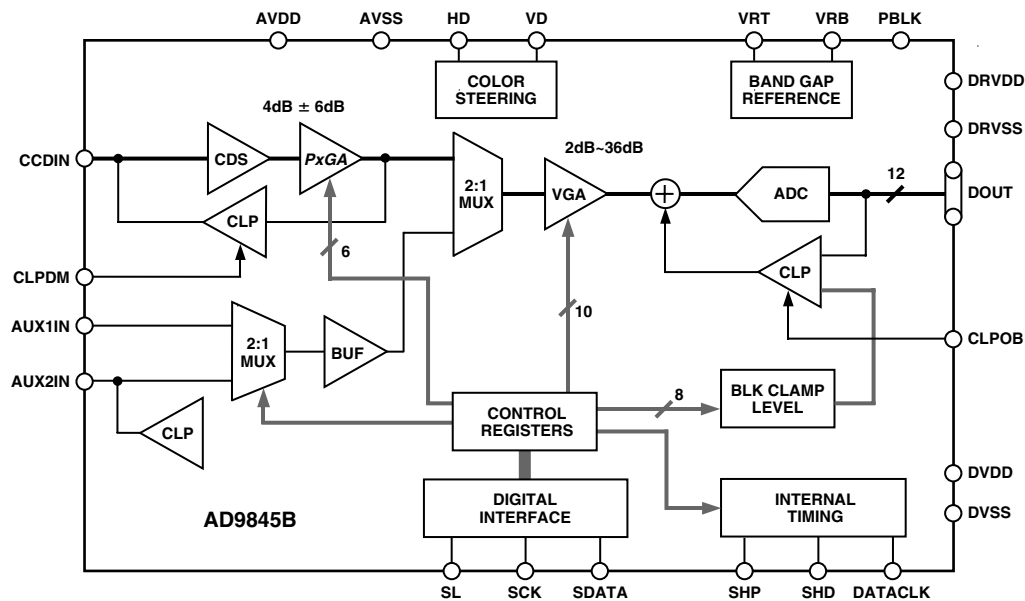 AVDD AVSS HD VD VRT VRB PBLK
COLOR
STEERING
BAND GAP
REFERENCE
DRVDD
DRVSS
4dB ± 6dB
2dB~36dB
CCDIN
CDS
PxGA
2:1
MUX
VGA
+
ADC
12
DOUT
CLP
6
CLP
CLPDM
10
AUX1IN
2:1
MUX
BUF
CLPOB
AUX2IN
CLP
CONTROL
REGISTERS
8
BLK CLAMP
LEVEL
DVDD
DVSS
AD9845B
DIGITAL
INTERFACE
INTERNAL
TIMING
SL SCK SDATA SHP SHD DATACLK